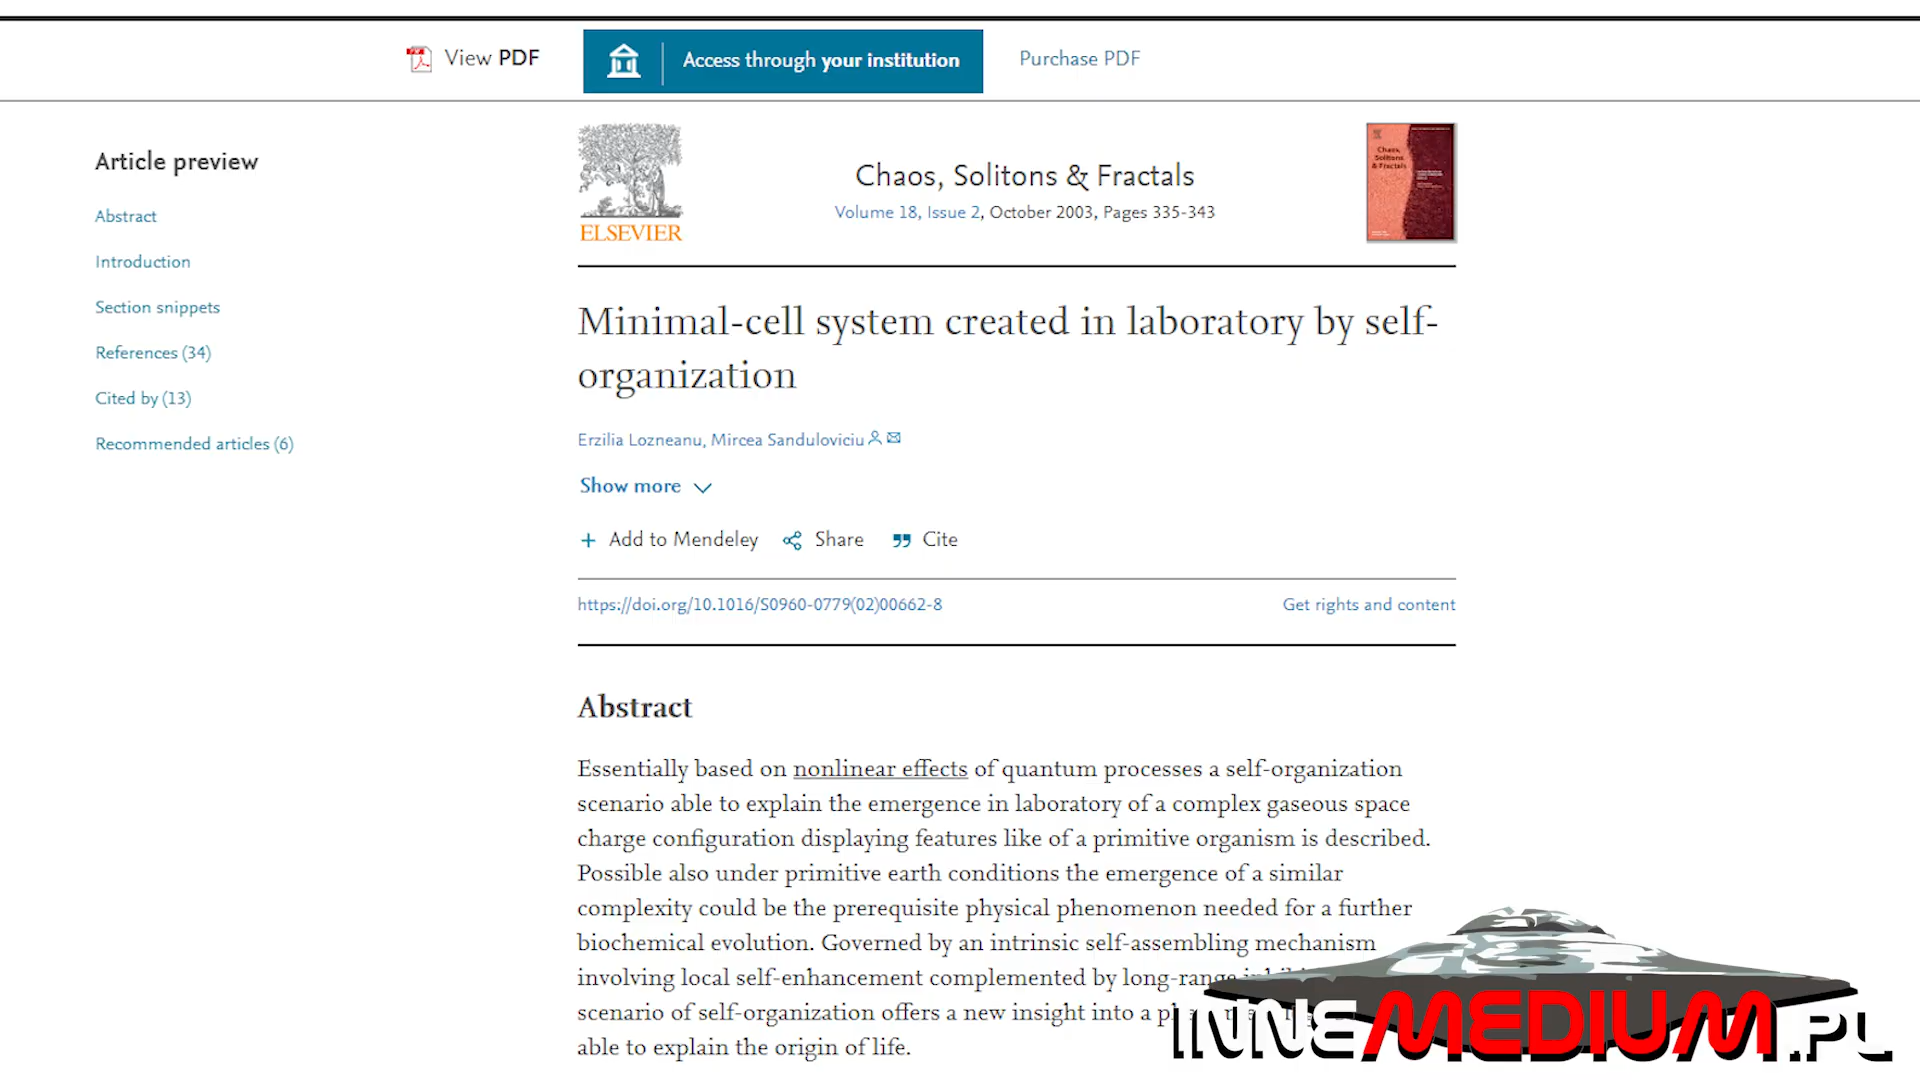 View PDF
Access through your institution
Purchase PDF
Article preview
Abstract
Introduction
Section snippets
References (34)
Cited by (13)
Recommended articles (6)
ELSEVIER
Chaos, Solitons & Fractals
Volume 18, Issue 2, October 2003, Pages 335-343
Chaos
Solitons
& Fractals
Minimal-cell system created in laboratory by self-
organization
Erzilia Lozneanu, Mircea Sanduloviciu
Show more
+ Add to Mendeley Share Cite
https://doi.org/10.1016/S0960-0779(02)00662-8
Get rights and content
Abstract
Essentially based on nonlinear effects of quantum processes a self-organization
scenario able to explain the emergence in laboratory of a complex gaseous space
charge configuration displaying features like of a primitive organism is described.
Possible also under primitive earth conditions the emergence of a similar
complexity could be the prerequisite physical phenomenon needed for a further
biochemical evolution. Governed by an intrinsic self-assembling mechanism
involving local self-enhancement complemented by long-range
scenario of self-organization offers a new insight into a
able to explain the origin of life.
INNEMEDIUM.PL